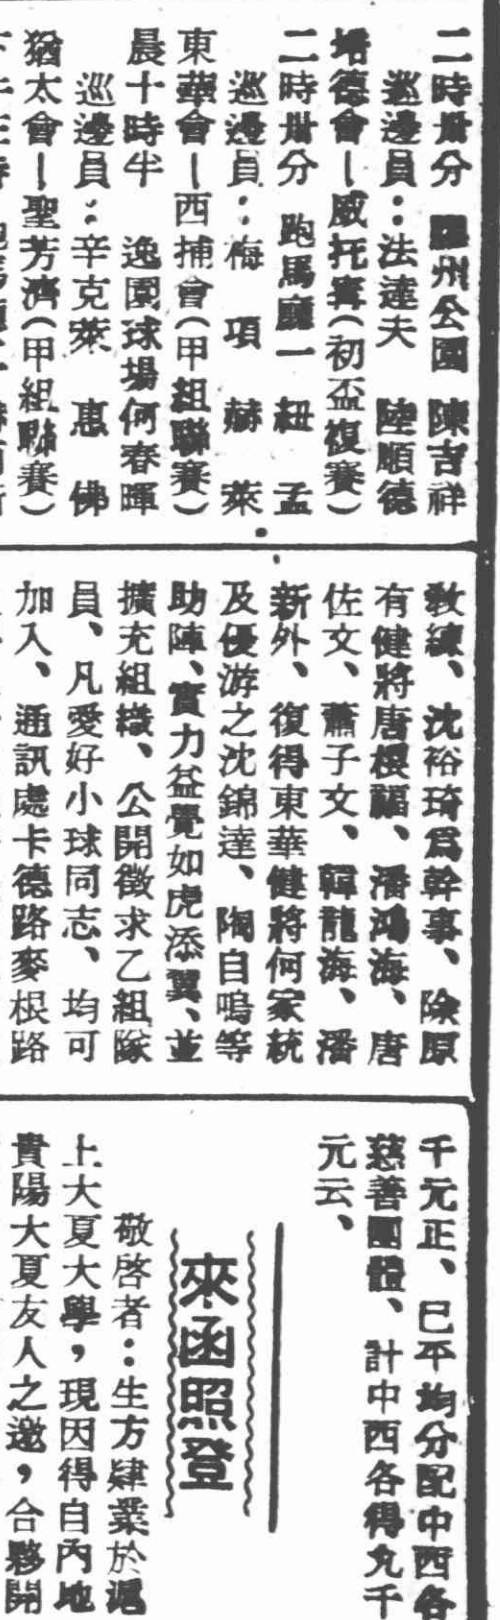 二時卅分　膠州公園　陳吉祥
巡邊員：法達夫　陸順德
培德會—威托賓（初盃複賽）
二時卅分　跑馬廳一　紐　孟
巡邊員：梅　項　赫　萊
東華會—西捕會（甲組聯賽）
晨十時半　逸園球場何春暉
巡邊員：辛克萊　惠　佛
猶太會—聖芳濟（甲組聯賽）
教練、沈裕琦爲幹事、除原
有健將唐根福、潘鴻海、唐
佐文、蕭子文、韓龍海、潘
新外、復得東華健將何家統
及優游之沈錦達、陶自鳴等
助陣、實力益覺如虎添翼、並
擴充組織、公開徵求乙組隊
員、凡愛好小球同志、均可
加入、通訊處卡德路麥根路
千元正、已平均分配中西各
慈善團體、計中西各得九千
元云、
來函照登
敬啓者：生方肄業於滬
上大夏大學，現因得自內地
貴陽大夏友人之邀，合夥開